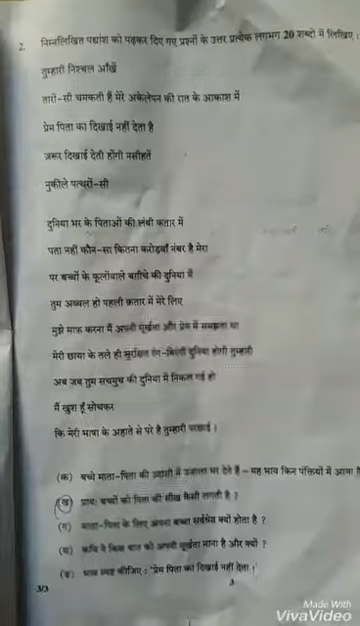 2. निम्नलिखित पद्यांश को पढ़कर दिए गए प्रश्नों के उत्तर प्रत्येक लगभग 20 शब्दों में लिखिए।
तुम्हारी निश्चल आँखें
तारों-सी चमकती हैं मेरे अकेलेपन की रात के आकाश में
प्रेम पिता का दिखाई नहीं देता है
ज़रूर दिखाई देती होंगी नसीहतें
नुकीले पत्थरों-सी
दुनिया भर के पिताओं की लंबी कतार में
पता नहीं कौन-सा कितना करोड़वाँ नंबर है मेरा
पर बच्चों के फूलोंवाले बग़ीचे की दुनिया में
तुम अव्वल हो पहली क़तार में मेरे लिए
मुझे माफ़ करना मैं अपनी मूर्खता और प्रेम में समझता था
मेरी छाया के तले ही सुरक्षित रंग-बिरंगी दुनिया होगी तुम्हारी
अब जब तुम सचमुच की दुनिया में निकल गई हो
मैं खुश हूँ सोचकर
कि मेरी भाषा के अहाते से परे है तुम्हारी परछाई।
(क) बच्चे माता-पिता की उदासी में उजाला भर देते हैं – यह भाव किन पंक्तियों में आया है
(ख) प्रायः बच्चों को पिता की सीख कैसी लगती है ?
(ग) माता-पिता के लिए अपना बच्चा सर्वश्रेष्ठ क्यों होता है ?
(घ) कवि ने किस बात को अपनी मूर्खता माना है और क्यों ?
(ङ) भाव स्पष्ट कीजिए : 'प्रेम पिता का दिखाई नहीं देता।'
3/3 3
Made With
VivaVideo